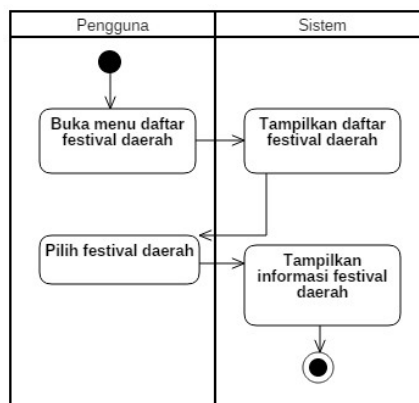 Pengguna
Sistem
Buka menu daftar
festival daerah
Tampilkan daftar
festival daerah
Pilih festival daerah
Tampilkan
informasi festival
daerah